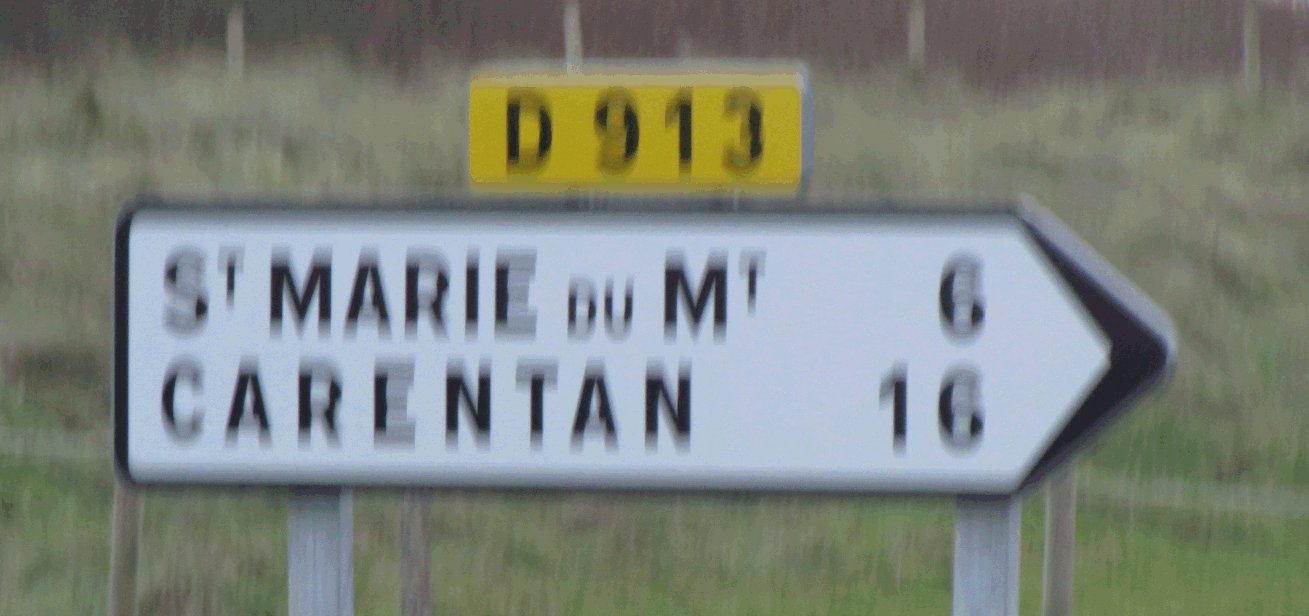 D 913
ST MARIE DU MT 6
CARENTAN 16